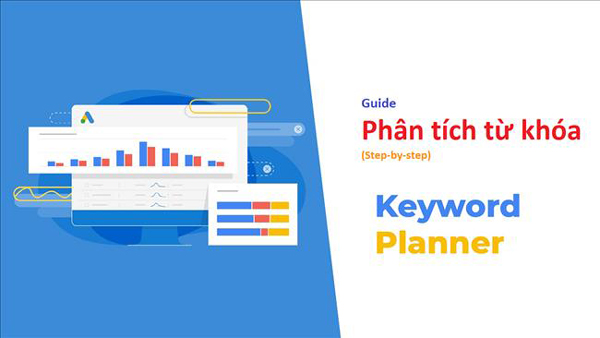 Guide
Phân tích từ khóa
(Step-by-step)
Keyword
Planner